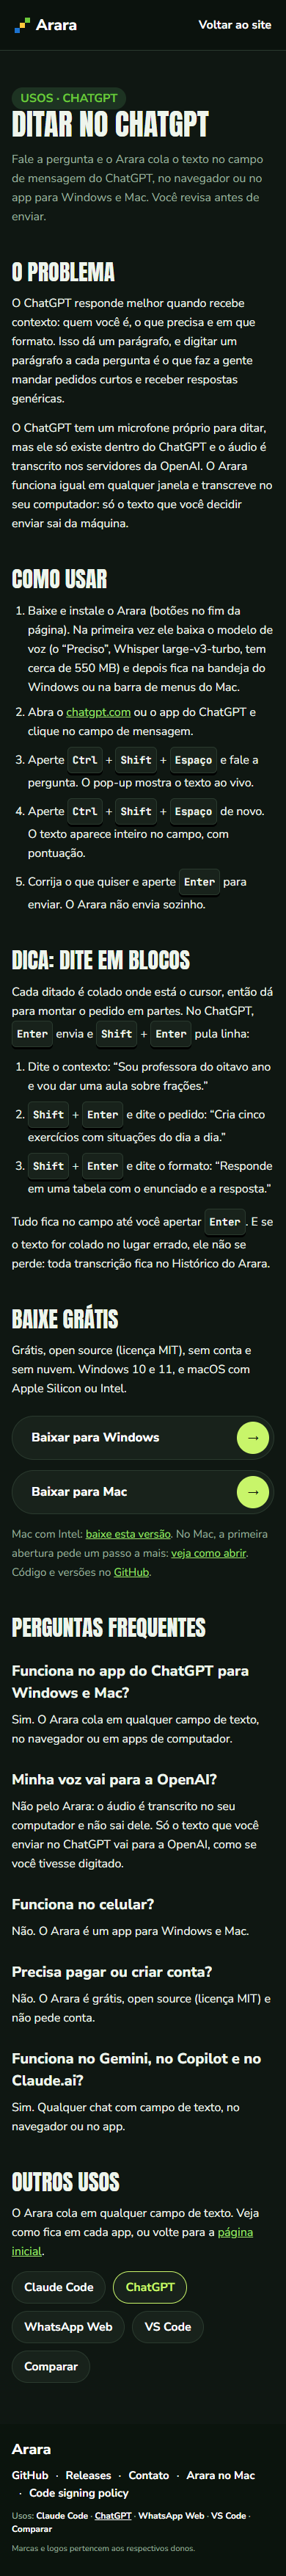 Arara
Voltar ao site
USOS · CHATGPT
DITAR NO CHATGPT
Fale a pergunta e o Arara cola o texto no campo
de mensagem do ChatGPT, no navegador ou no
app para Windows e Mac. Você revisa antes de
enviar.
O PROBLEMA
O ChatGPT responde melhor quando recebe
contexto: quem você é, o que precisa e em que
formato. Isso dá um parágrafo, e digitar um
parágrafo a cada pergunta é o que faz a gente
mandar pedidos curtos e receber respostas
genéricas.
O ChatGPT tem um microfone próprio para ditar,
mas ele só existe dentro do ChatGPT e o áudio é
transcrito nos servidores da OpenAI. O Arara
funciona igual em qualquer janela e transcreve no
seu computador: só o texto que você decidir
enviar sai da máquina.
COMO USAR
1. Baixe e instale o Arara (botões no fim da
página). Na primeira vez ele baixa o modelo de
voz (o “Preciso”, Whisper large-v3-turbo, tem
cerca de 550 MB) e depois fica na bandeja do
Windows ou na barra de menus do Mac.
2. Abra o chatgpt.com ou o app do ChatGPT e
clique no campo de mensagem.
3. Aperte Ctrl + Shift + Espaço e fale a
pergunta. O pop-up mostra o texto ao vivo.
4. Aperte Ctrl + Shift + Espaço de novo.
O texto aparece inteiro no campo, com
pontuação.
5. Corrija o que quiser e aperte Enter para
enviar. O Arara não envia sozinho.
DICA: DITE EM BLOCOS
Cada ditado é colado onde está o cursor, então dá
para montar o pedido em partes. No ChatGPT,
Enter envia e Shift + Enter pula linha:
1. Dite o contexto: “Sou professora do oitavo ano
e vou dar uma aula sobre frações.”
2. Shift + Enter e dite o pedido: “Cria cinco
exercícios com situações do dia a dia.”
3. Shift + Enter e dite o formato: “Responde
em uma tabela com o enunciado e a resposta.”
Tudo fica no campo até você apertar Enter. E se
o texto for colado no lugar errado, ele não se
perde: toda transcrição fica no Histórico do Arara.
BAIXE GRÁTIS
Grátis, open source (licença MIT), sem conta e
sem nuvem. Windows 10 e 11, e macOS com
Apple Silicon ou Intel.
Baixar para Windows →
Baixar para Mac →
Mac com Intel: baixe esta versão. No Mac, a primeira
abertura pede um passo a mais: veja como abrir.
Código e versões no GitHub.
PERGUNTAS FREQUENTES
Funciona no app do ChatGPT para
Windows e Mac?
Sim. O Arara cola em qualquer campo de texto,
no navegador ou em apps de computador.
Minha voz vai para a OpenAI?
Não pelo Arara: o áudio é transcrito no seu
computador e não sai dele. Só o texto que você
enviar no ChatGPT vai para a OpenAI, como se
você tivesse digitado.
Funciona no celular?
Não. O Arara é um app para Windows e Mac.
Precisa pagar ou criar conta?
Não. O Arara é grátis, open source (licença MIT) e
não pede conta.
Funciona no Gemini, no Copilot e no
Claude.ai?
Sim. Qualquer chat com campo de texto, no
navegador ou no app.
OUTROS USOS
O Arara cola em qualquer campo de texto. Veja
como fica em cada app, ou volte para a página
inicial.
Claude Code
ChatGPT
WhatsApp Web
VS Code
Comparar
Arara
GitHub · Releases · Contato · Arara no Mac
· Code signing policy
Usos: Claude Code · ChatGPT · WhatsApp Web · VS Code ·
Comparar
Marcas e logos pertencem aos respectivos donos.